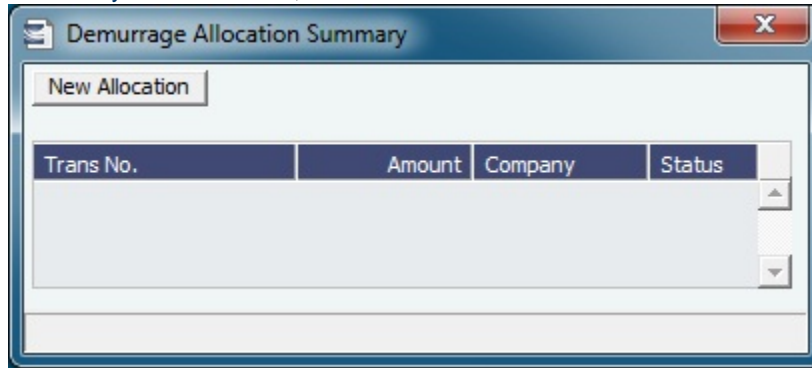 Demurrage Allocation Summary
New Allocation
Trans No. Amount Company Status